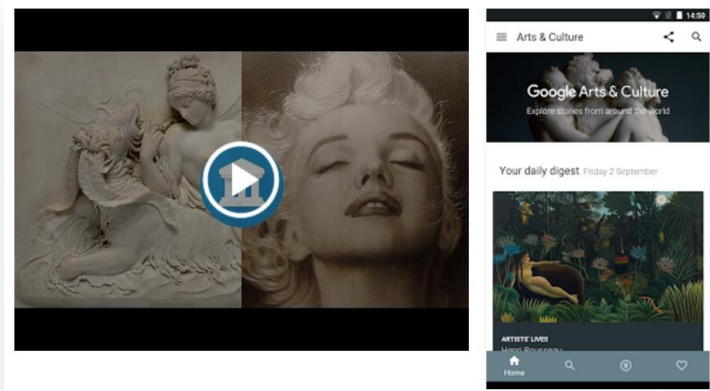 14:50
Arts & Culture
Google Arts & Culture
Explore stories from around the world
Your daily digest Friday 2 September
ARTISTS' LIVES
Henri Rousseau
Home